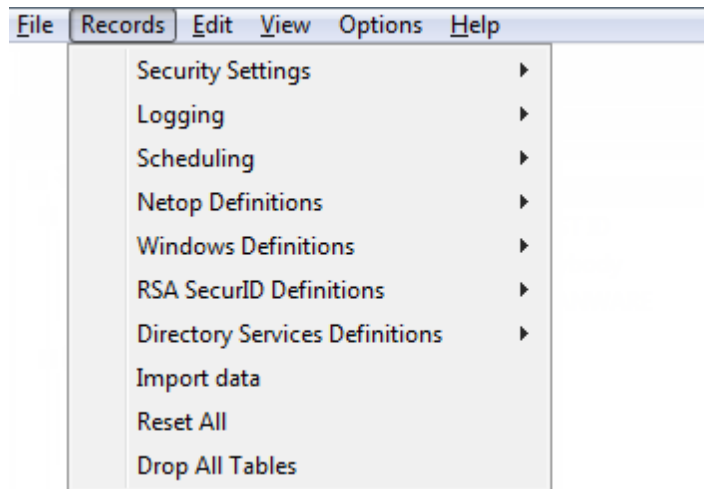 File Records Edit View Options Help
Security Settings
Logging
Scheduling
Netop Definitions
Windows Definitions
RSA SecurID Definitions
Directory Services Definitions
Import data
Reset All
Drop All Tables